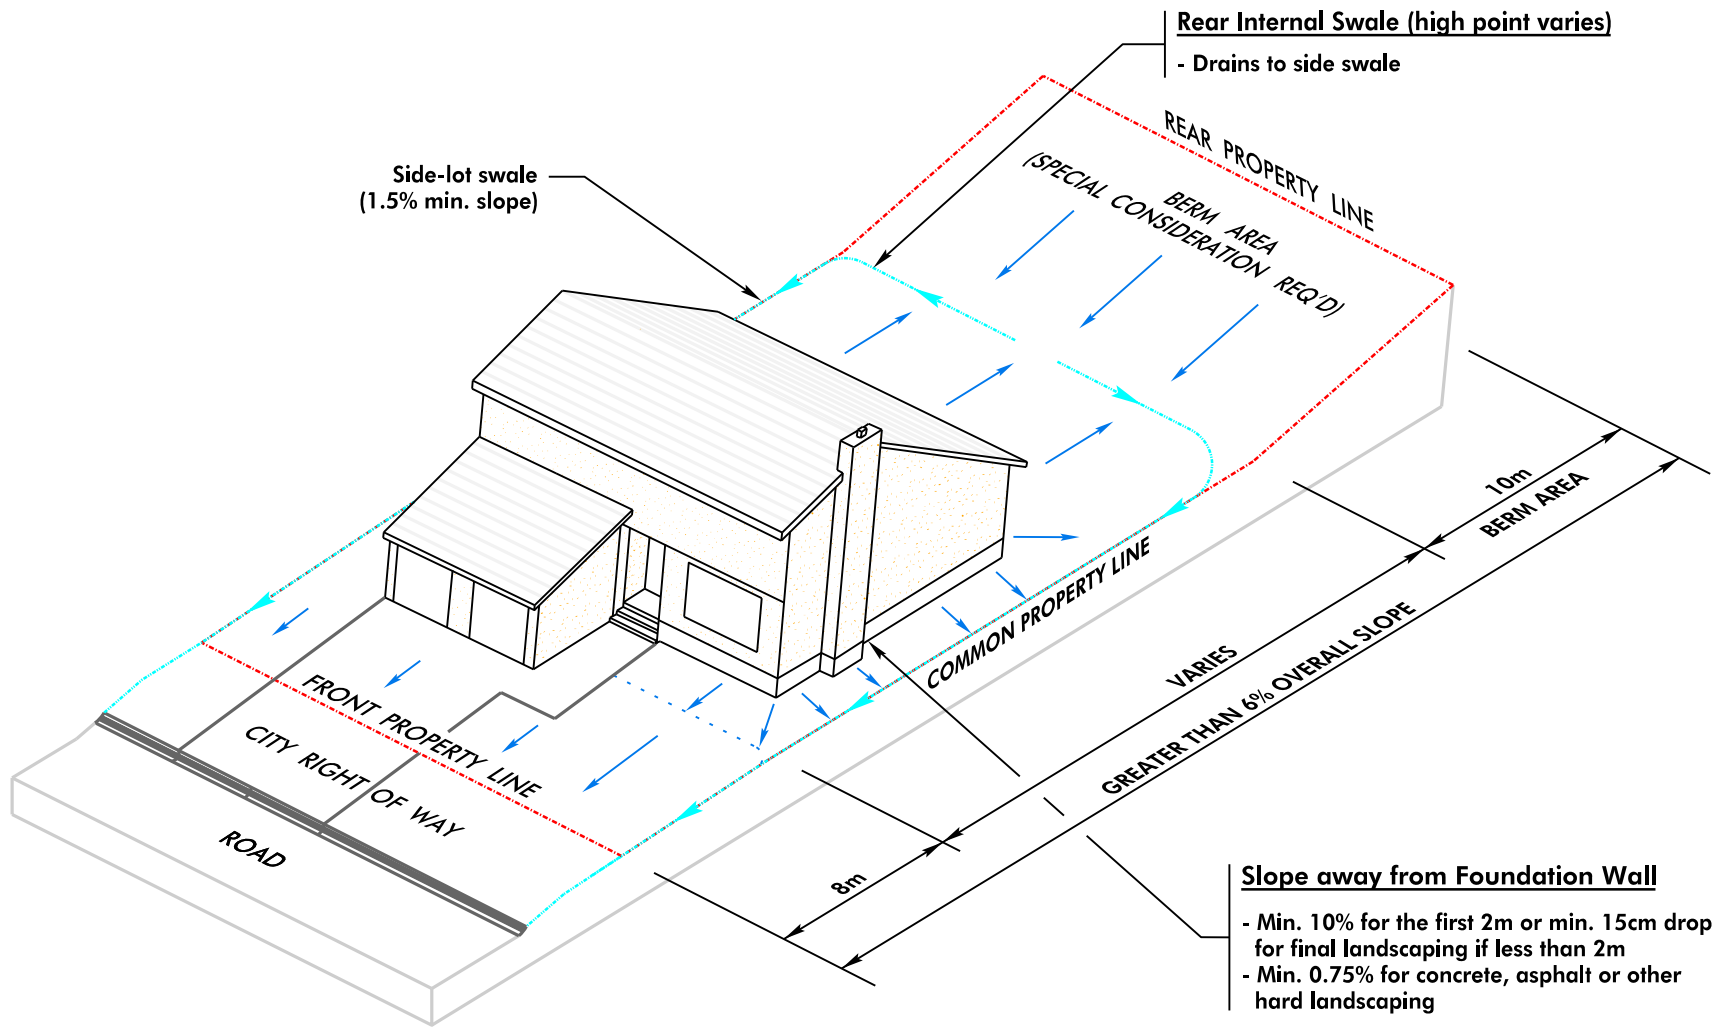 Rear Internal Swale (high point varies)
- Drains to side swale
REAR PROPERTY LINE
BERM AREA
(SPECIAL CONSIDERATION REQ'D)
Side-lot swale
(1.5% min. slope)
10m
BERM AREA
COMMON PROPERTY LINE
VARIES
GREATER THAN 6% OVERALL SLOPE
8m
FRONT PROPERTY LINE
CITY RIGHT OF WAY
ROAD
Slope away from Foundation Wall
- Min. 10% for the first 2m or min. 15cm drop
for final landscaping if less than 2m
- Min. 0.75% for concrete, asphalt or other
hard landscaping